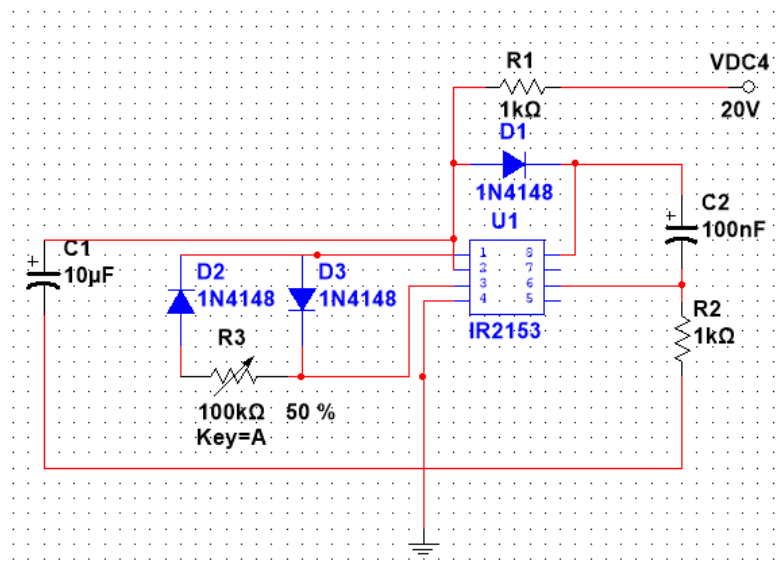 R1
VDC4
1kΩ
20V
D1
1N4148
U1
C2
100nF
+
C1
10µF
+
1 8
2 7
3 6
4 5
IR2153
D2
1N4148
D3
1N4148
R2
1kΩ
R3
100kΩ 50 %
Key=A